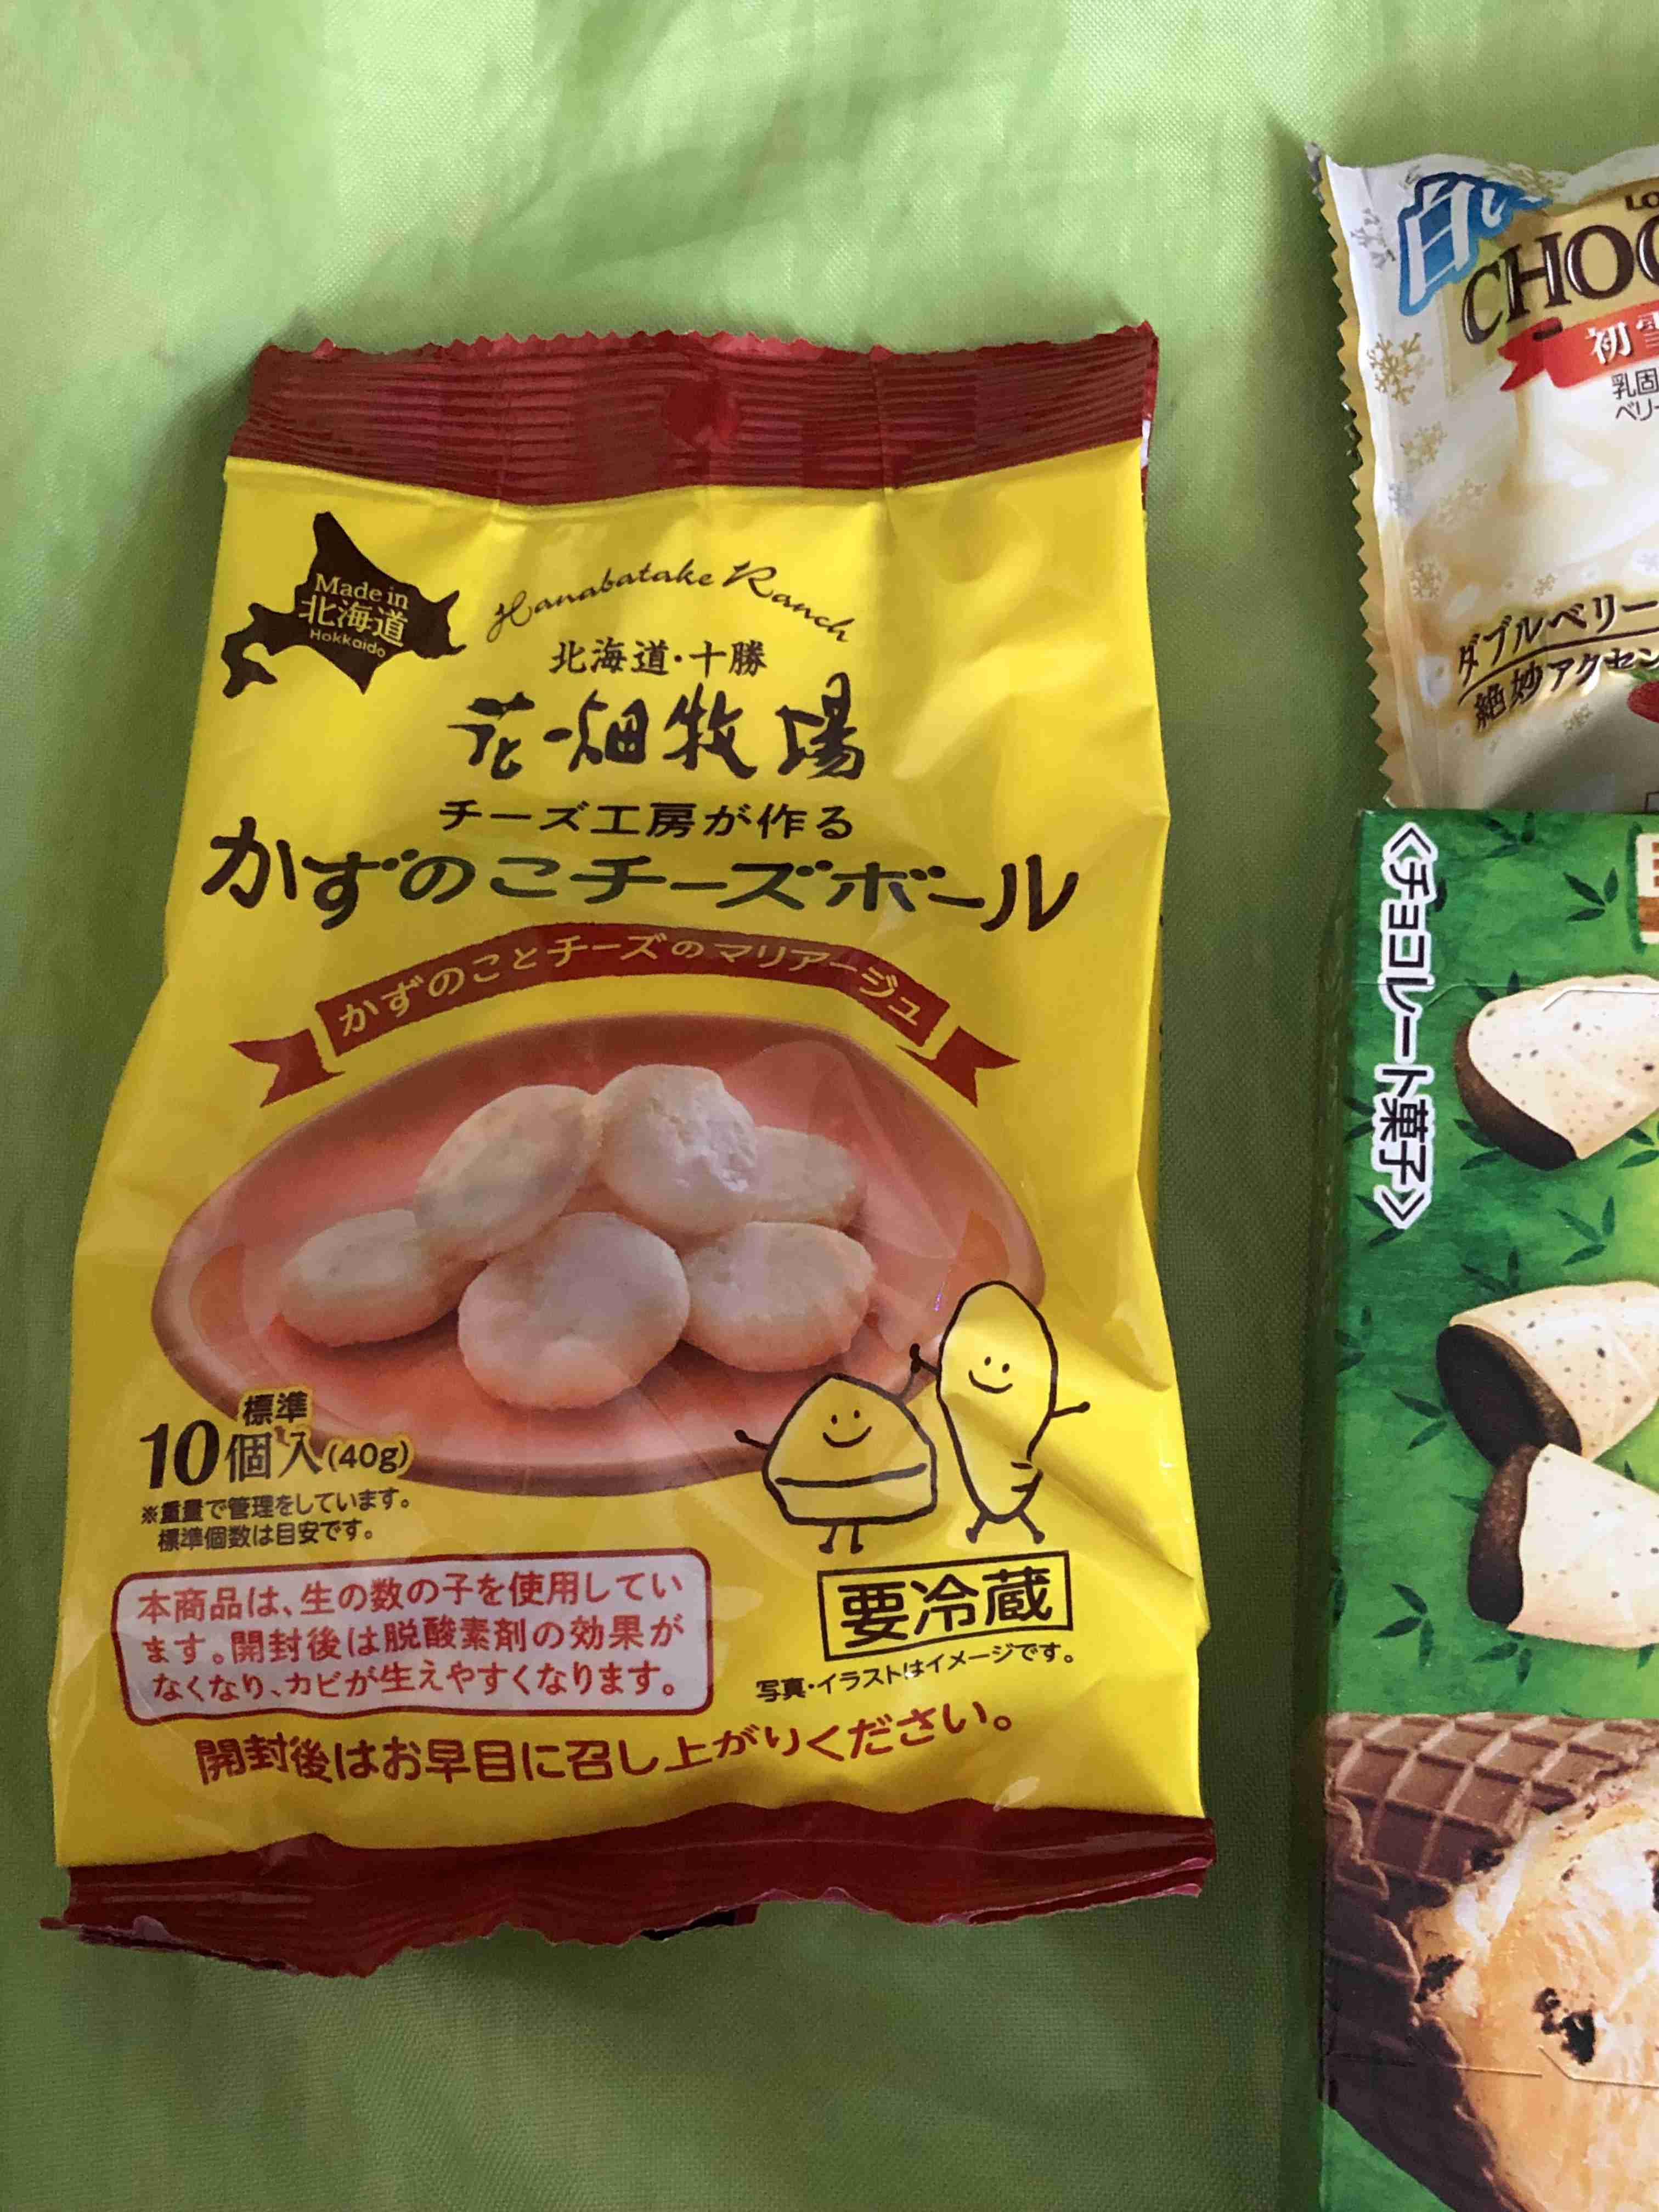 Made in
北海道
Hokkaido
Hanabatake Ranch
北海道・十勝
花畑牧場
チーズ工房が作る
かずのこチーズボール
かずのことチーズのマリアージュ
標準
10個入(40g)
※重量で管理をしています。
標準個数は目安です。
本商品は、生の数の子を使用してい
ます。開封後は脱酸素剤の効果が
なくなり、カビが生えやすくなります。
要冷蔵
写真・イラストはイメージです。
開封後はお早目に召し上がりください。
白い
CHOC
初雪
乳固
ベリー
ダブルベリー
絶妙アクセン
〈チョコレート菓子〉